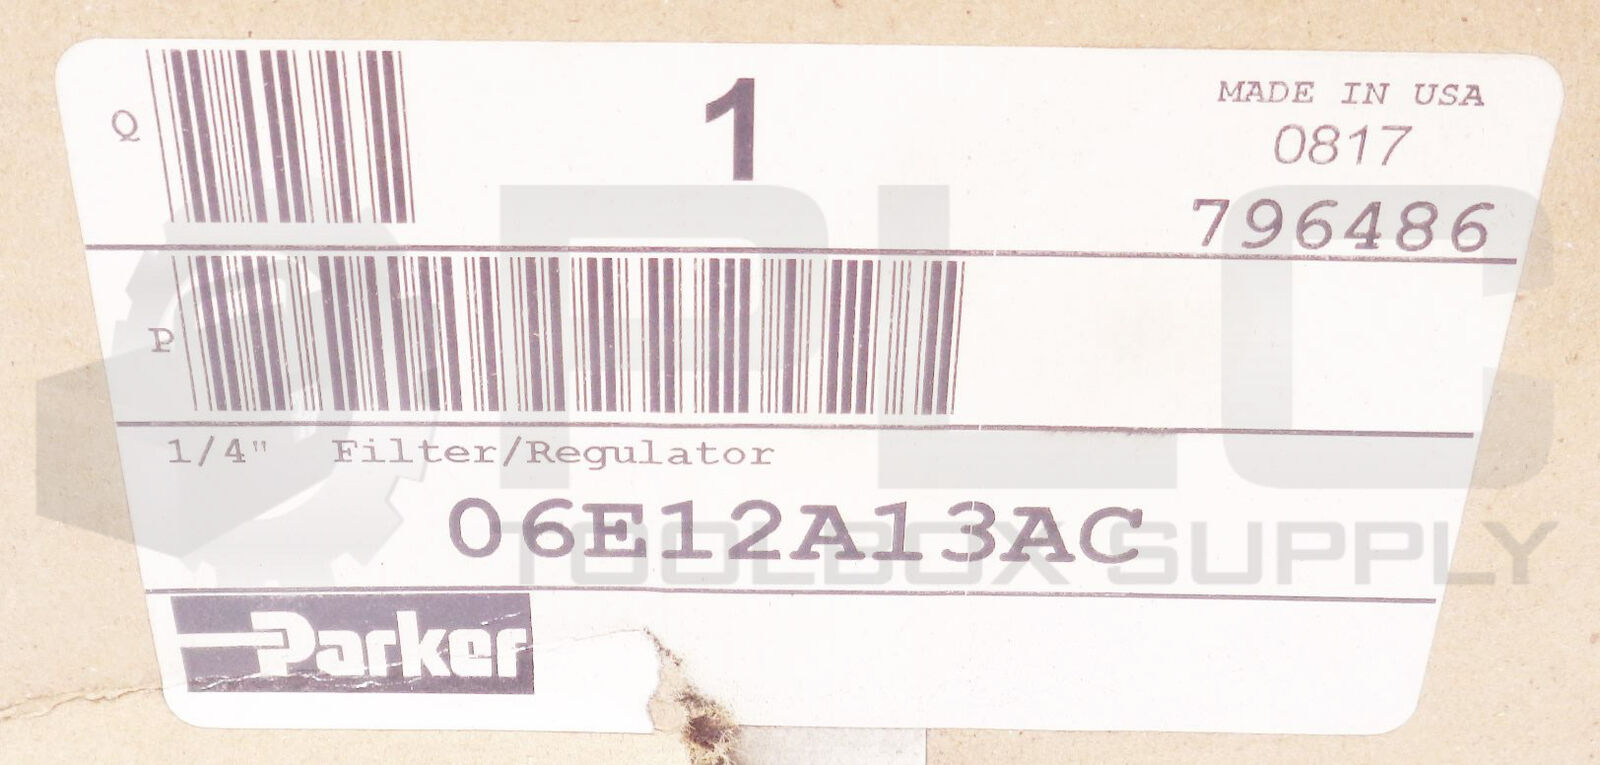 Q
1
MADE IN USA
0817
796486
P
1/4" Filter/Regulator
06E12A13AC
Parker
PLC
TOOLBOX SUPPLY